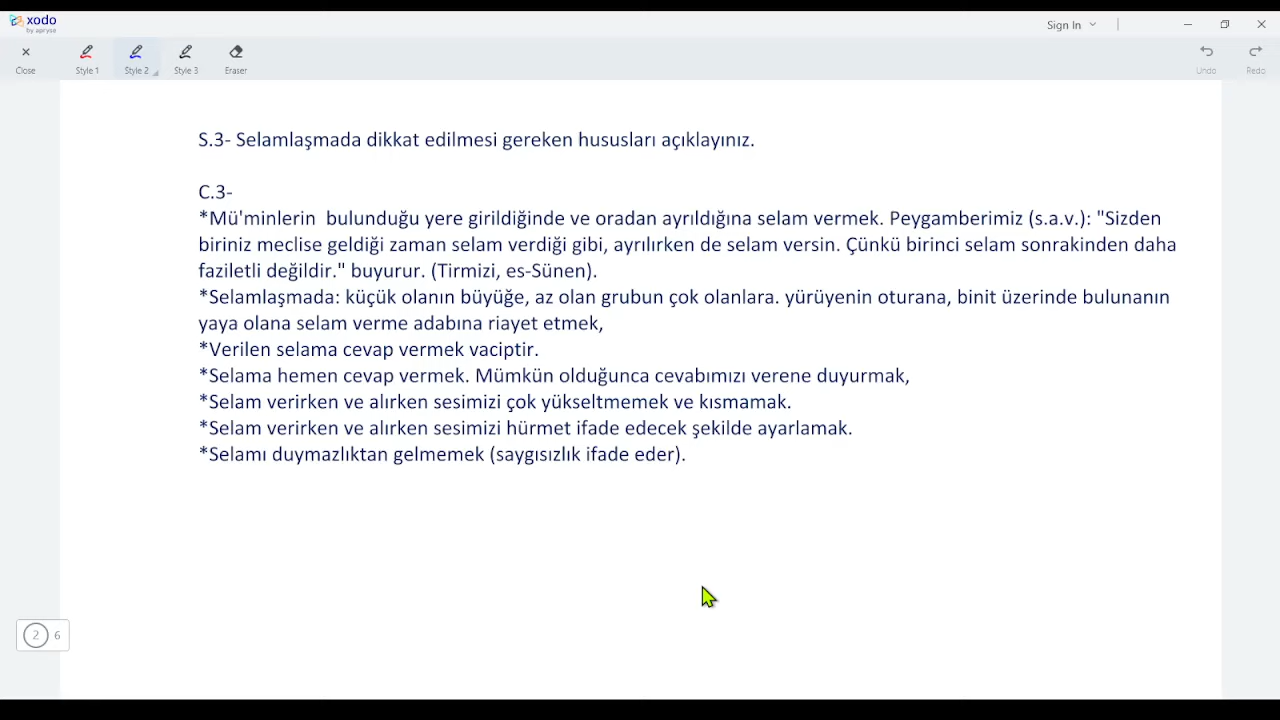 xodo
by apryse
Sign In
Close
Style 1
Style 2
Style 3
Eraser
Undo
Redo
S.3- Selamlaşmada dikkat edilmesi gereken hususları açıklayınız.
C.3-
*Mü'minlerin  bulunduğu yere girildiğinde ve oradan ayrıldığına selam vermek. Peygamberimiz (s.a.v.): "Sizden
biriniz meclise geldiği zaman selam verdiği gibi, ayrılırken de selam versin. Çünkü birinci selam sonrakinden daha
faziletli değildir." buyurur. (Tirmizi, es-Sünen).
*Selamlaşmada: küçük olanın büyüğe, az olan grubun çok olanlara. yürüyenin oturana, binit üzerinde bulunanın
yaya olana selam verme adabına riayet etmek,
*Verilen selama cevap vermek vaciptir.
*Selama hemen cevap vermek. Mümkün olduğunca cevabımızı verene duyurmak,
*Selam verirken ve alırken sesimizi çok yükseltmemek ve kısmamak.
*Selam verirken ve alırken sesimizi hürmet ifade edecek şekilde ayarlamak.
*Selamı duymazlıktan gelmemek (saygısızlık ifade eder).
2 6